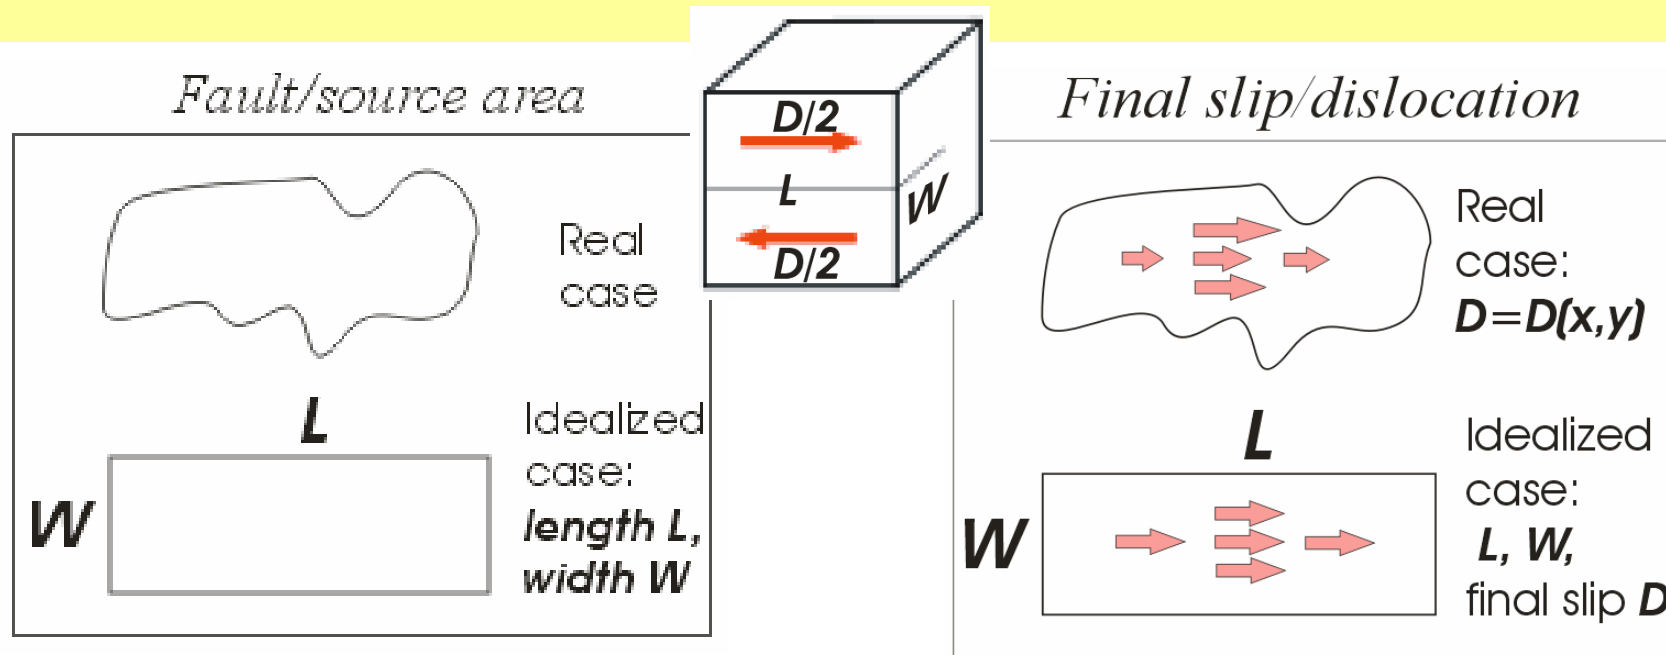 Fault/source area
Real
case
L
W
Idealized
case:
length L,
width W
D/2
L
W
D/2
Final slip/dislocation
Real
case:
D=D(x,y)
L
W
Idealized
case:
L, W,
final slip D